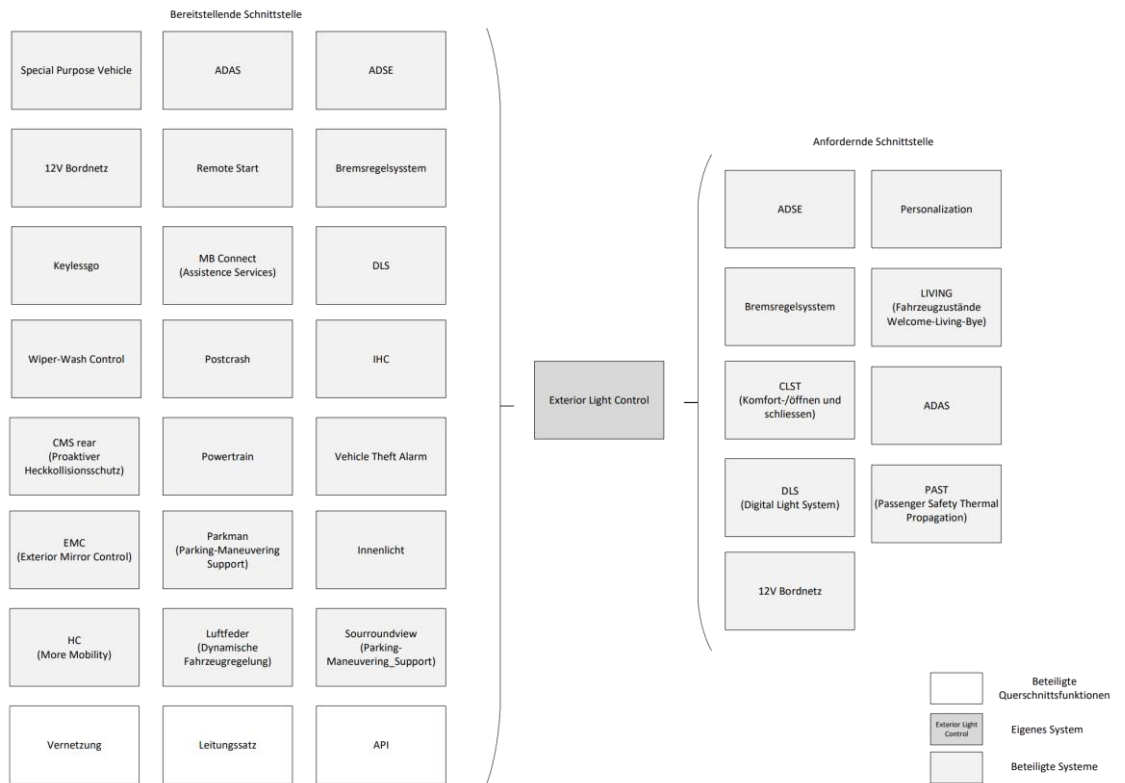 Bereitstellende Schnittstelle
Special Purpose Vehicle
ADAS
ADSE
12V Bordnetz
Remote Start
Bremsregelsysstem
Keylessgo
MB Connect
(Assistence Services)
DLS
Wiper-Wash Control
Postcrash
IHC
CMS rear
(Proaktiver
Heckkollisionsschutz)
Powertrain
Vehicle Theft Alarm
EMC
(Exterior Mirror Control)
Parkman
(Parking-Maneuvering
Support)
Innenlicht
HC
(More Mobility)
Luftfeder
(Dynamische
Fahrzeugregelung)
Sourroundview
(Parking-
Maneuvering_Support)
Vernetzung
Leitungssatz
API
Exterior Light Control
Anfordernde Schnittstelle
ADSE
Personalization
Bremsregelsysstem
LIVING
(Fahrzeugzustände
Welcome-Living-Bye)
CLST
(Komfort-/öffnen und
schliessen)
ADAS
DLS
(Digital Light System)
PAST
(Passenger Safety Thermal
Propagation)
12V Bordnetz
Beteiligte
Querschnittsfunktionen
Exterior Light
Control
Eigenes System
Beteiligte Systeme